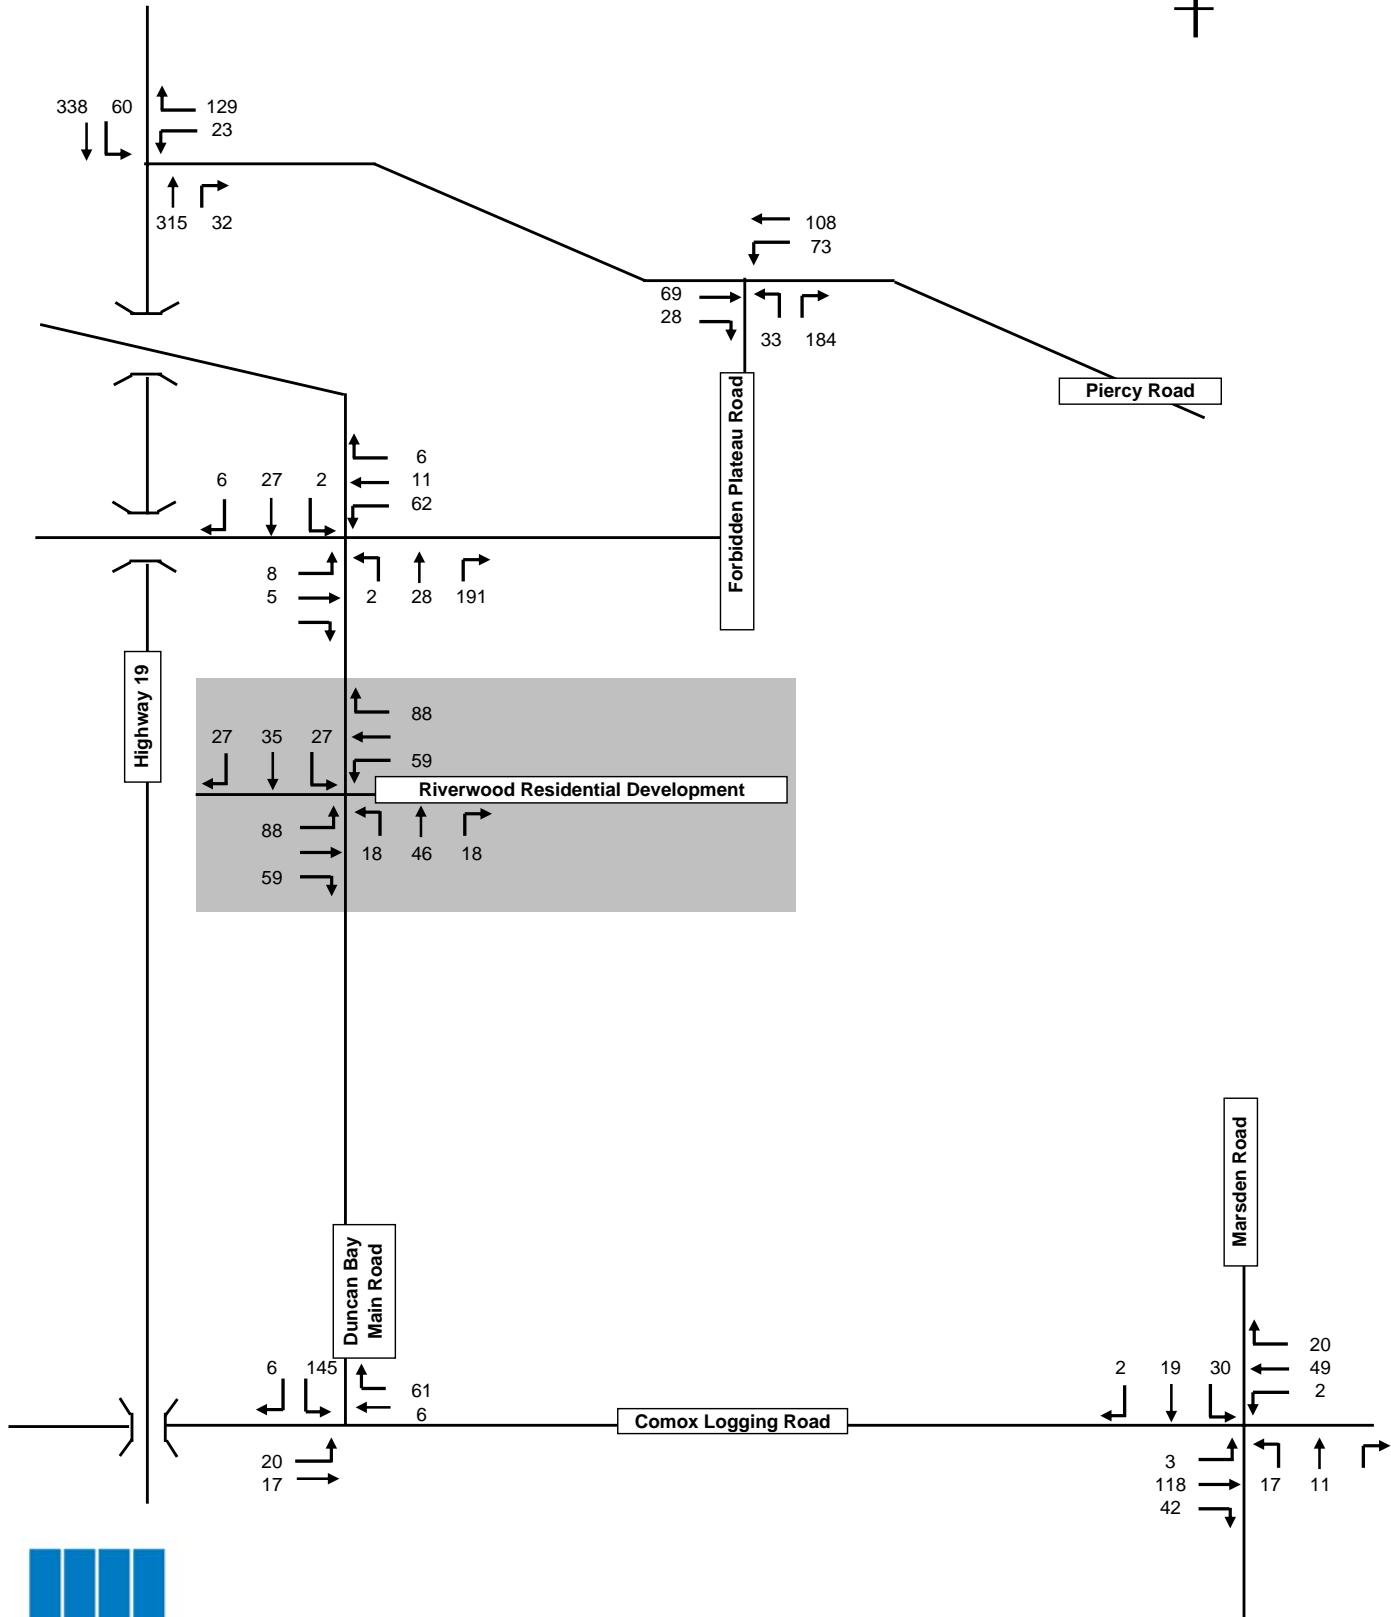 338 60 129
23
315 32
108
73
69
28
33 184
Piercy Road
Forbidden Plateau Road
6
6 27 2 11
62
8
5 2 28 191
Highway 19
88
27 35 27
59
Riverwood Residential Development
88
18 46 18
59
Marsden Road
Duncan Bay
Main Road
6 145
61
6
Comox Logging Road
20
17
20
2 19 30 49
2
3
118 17 11
42